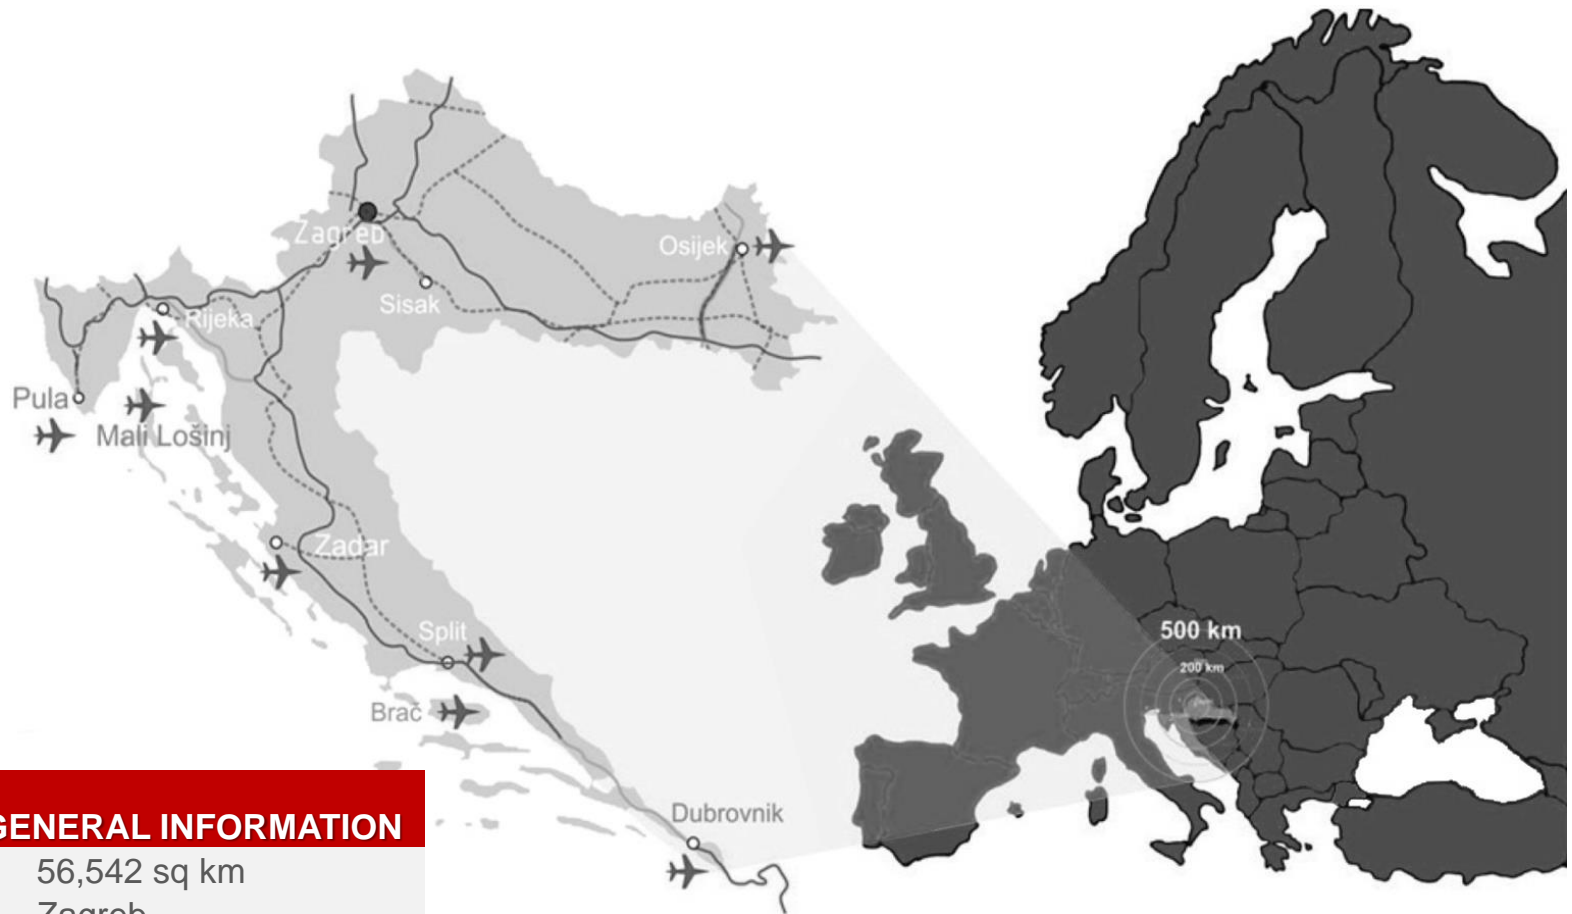 Zagreb
Osijek
Sisak
Rijeka
Pula
Mali Lošinj
Zadar
Split
Brač
Dubrovnik
500 km
200 km
GENERAL INFORMATION
56,542 sq km
Zagreb